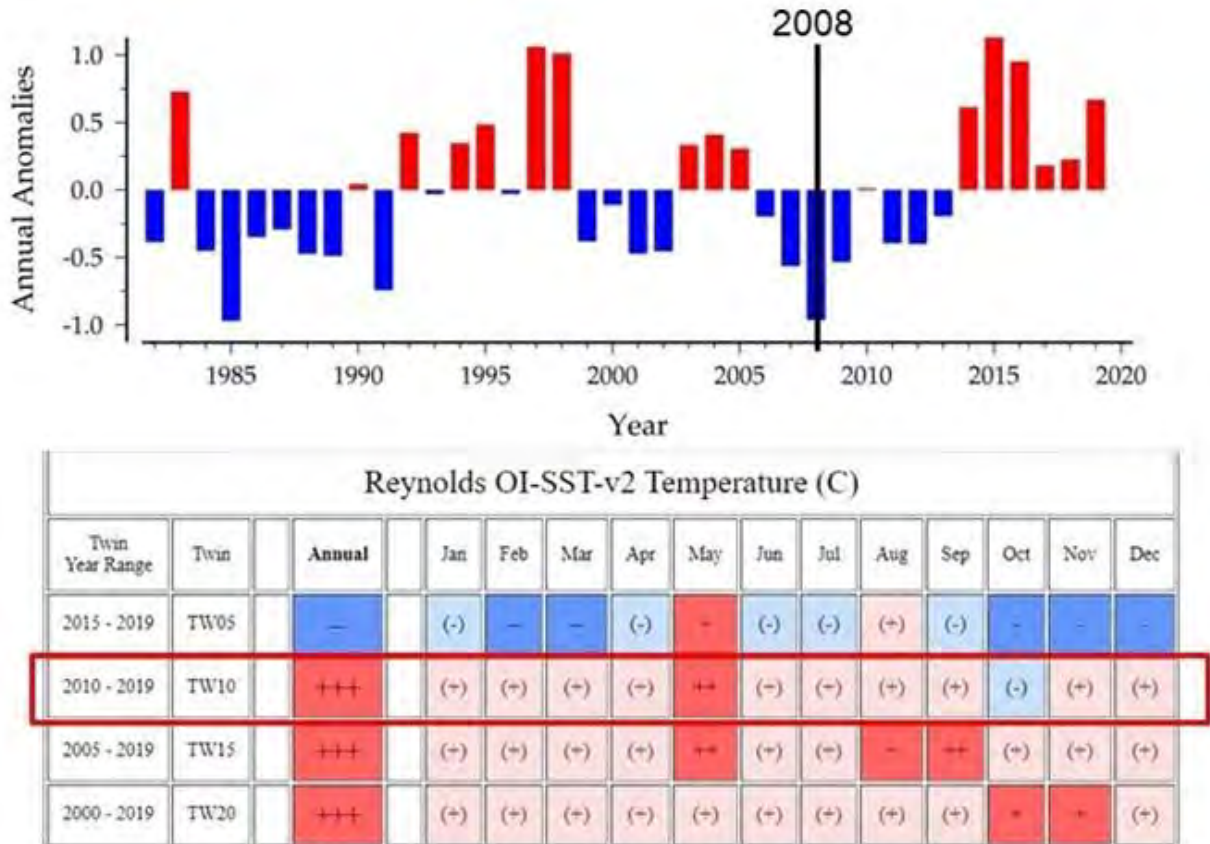 2008
Annual Anomalies
1.0
0.5
0.0
-0.5
-1.0
1985 1990 1995 2000 2005 2010 2015 2020
Year
Reynolds OI-SST-v2 Temperature (C)
Twin Year Range Twin Annual Jan Feb Mar Apr May Jun Jul Aug Sep Oct Nov Dec
2015 - 2019 TW05 (-) (-) (-) (-) (+) (-)
2010 - 2019 TW10 +++ (+) (+) (+) (+) ++ (+) (+) (+) (+) (-) (+) (+)
2005 - 2019 TW15 +++ (+) (+) (+) (+) ++ (+) (+) ++ (+) (+) (+)
2000 - 2019 TW20 +++ (+) (+) (+) (+) (+) (+) (+) (+) (+) + + (+)